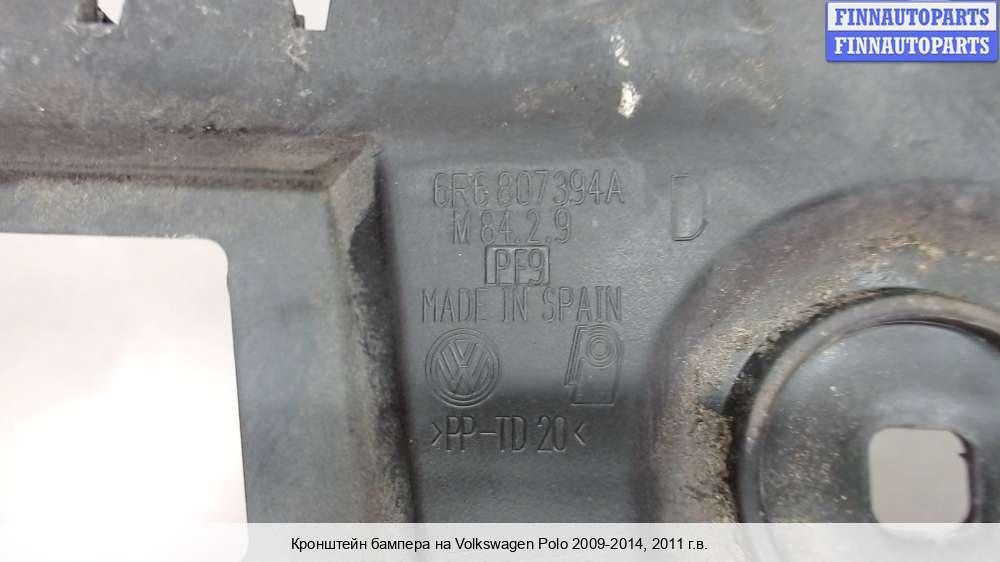 FINNAUTOPARTS
FINNAUTOPARTS
6R6 807394A
D
M 84.2.9
PF9
MADE IN SPAIN
>PP-TD 20<
Кронштейн бампера на Volkswagen Polo 2009-2014, 2011 г.в.